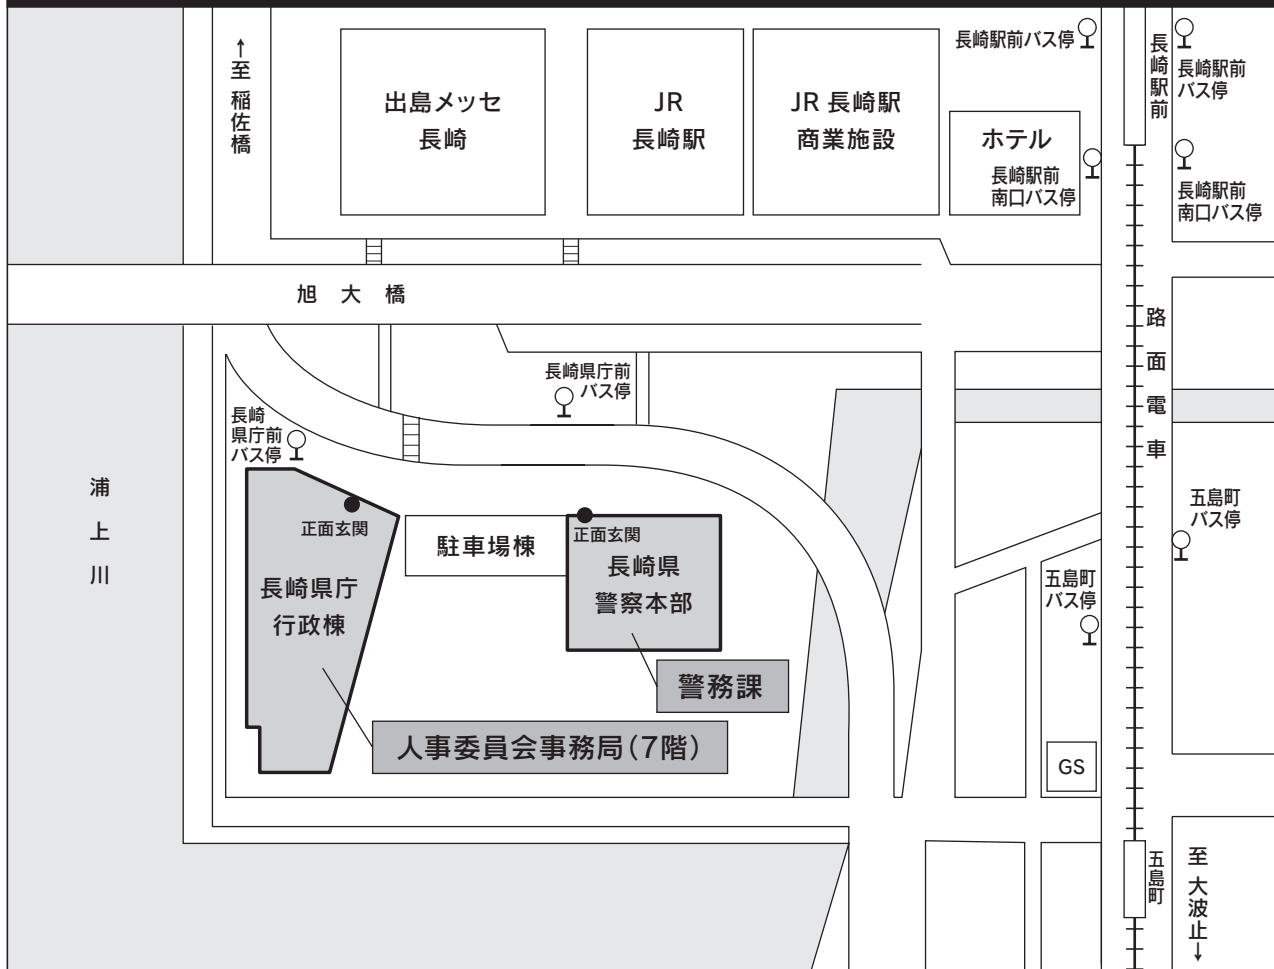 ↑至 稲佐橋
出島メッセ
長崎
JR
長崎駅
JR 長崎駅
商業施設
長崎駅前バス停
ホテル
長崎駅前
南口バス停
長崎駅前
長崎駅前
バス停
長崎駅前
南口バス停
旭大橋
路面電車
長崎県庁前
バス停
長崎
県庁前
バス停
浦上川
正面玄関
長崎県庁
行政棟
駐車場棟
正面玄関
長崎県
警察本部
警務課
人事委員会事務局(7階)
五島町
バス停
五島町
バス停
GS
五島町
至 大波止↓